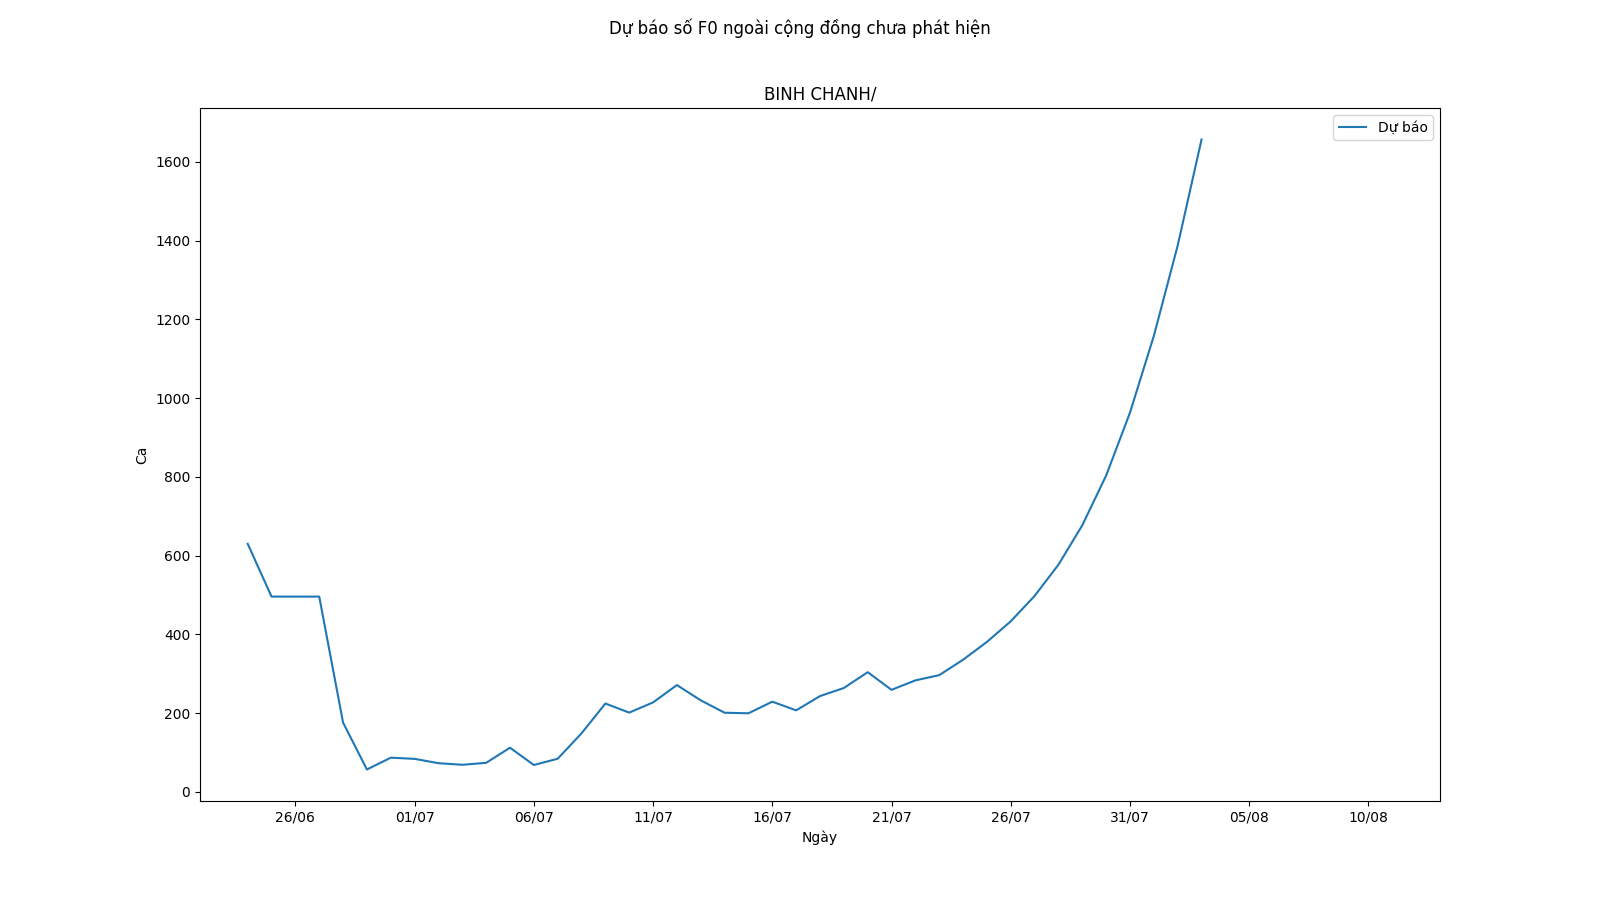 Dự báo số F0 ngoài cộng đồng chưa phát hiện
BINH CHANH/
Dự báo
1600
1400
1200
1000
800
600
400
200
0
Ca
26/06 01/07 06/07 11/07 16/07 21/07 26/07 31/07 05/08 10/08
Ngày